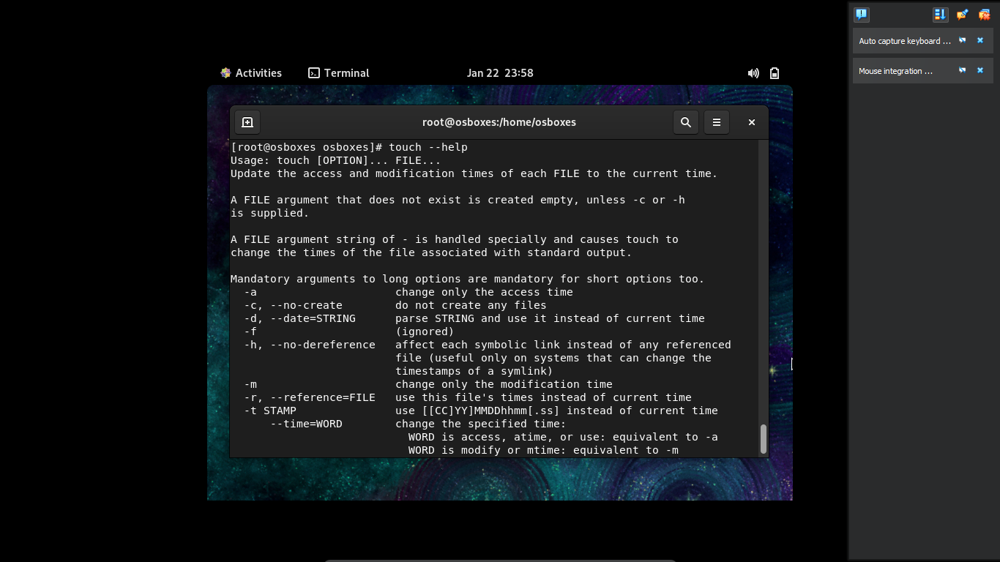 Auto capture keyboard ...
Mouse integration ...
Activities
Terminal
Jan 22 23:58
root@osboxes:/home/osboxes
[root@osboxes osboxes]# touch --help
Usage: touch [OPTION]... FILE...
Update the access and modification times of each FILE to the current time.
A FILE argument that does not exist is created empty, unless -c or -h
is supplied.
A FILE argument string of - is handled specially and causes touch to
change the times of the file associated with standard output.
Mandatory arguments to long options are mandatory for short options too.
-a change only the access time
-c, --no-create do not create any files
-d, --date=STRING parse STRING and use it instead of current time
-f (ignored)
-h, --no-dereference affect each symbolic link instead of any referenced
file (useful only on systems that can change the
timestamps of a symlink)
-m change only the modification time
-r, --reference=FILE use this file's times instead of current time
-t STAMP use [[CC]YY]MMDDhhmm[.ss] instead of current time
--time=WORD change the specified time:
WORD is access, atime, or use: equivalent to -a
WORD is modify or mtime: equivalent to -m